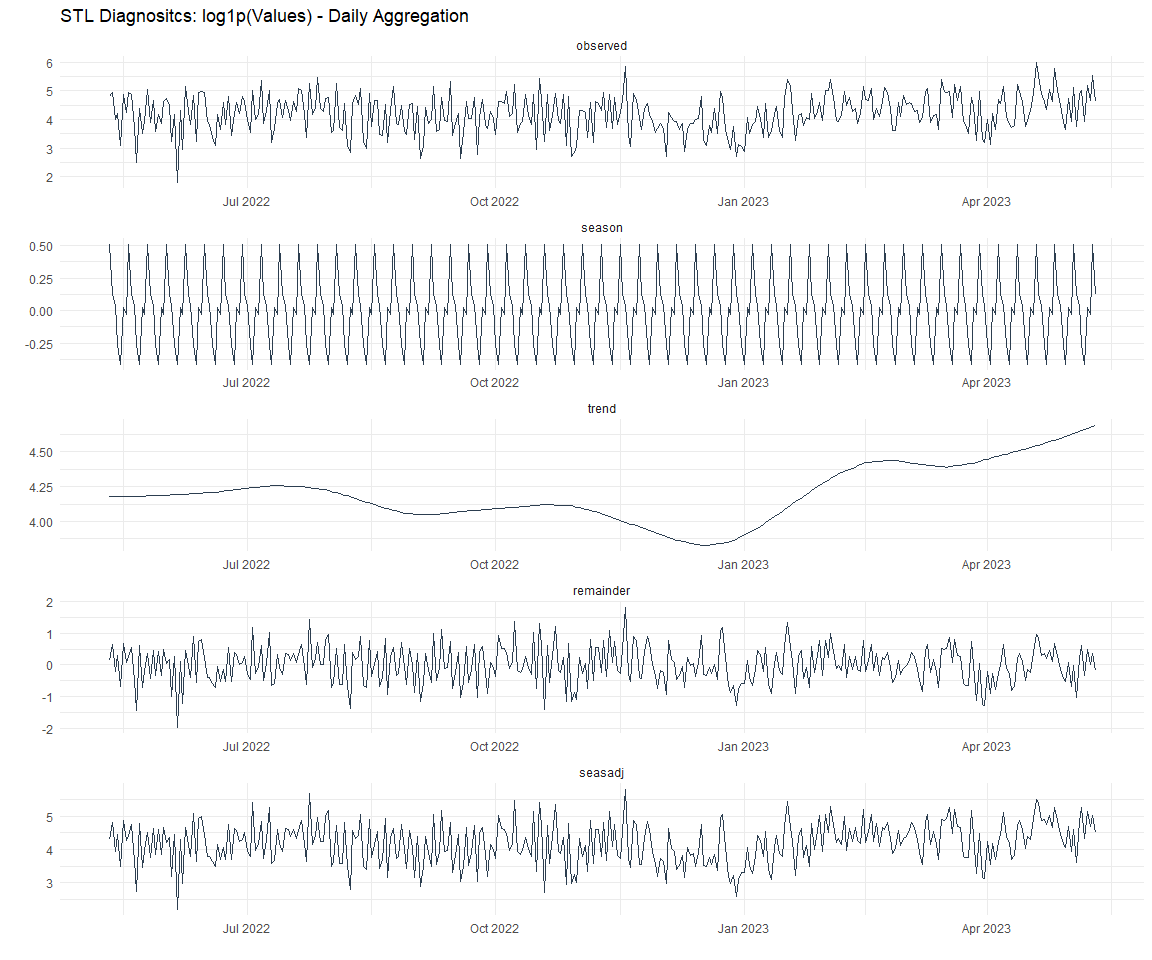 STL Diagnositcs: log1p(Values) - Daily Aggregation
observed
6
5
4
3
2
Jul 2022 Oct 2022 Jan 2023 Apr 2023
season
0.50
0.25
0.00
-0.25
Jul 2022 Oct 2022 Jan 2023 Apr 2023
trend
4.50
4.25
4.00
Jul 2022 Oct 2022 Jan 2023 Apr 2023
remainder
2
1
0
-1
-2
Jul 2022 Oct 2022 Jan 2023 Apr 2023
seasadj
5
4
3
Jul 2022 Oct 2022 Jan 2023 Apr 2023